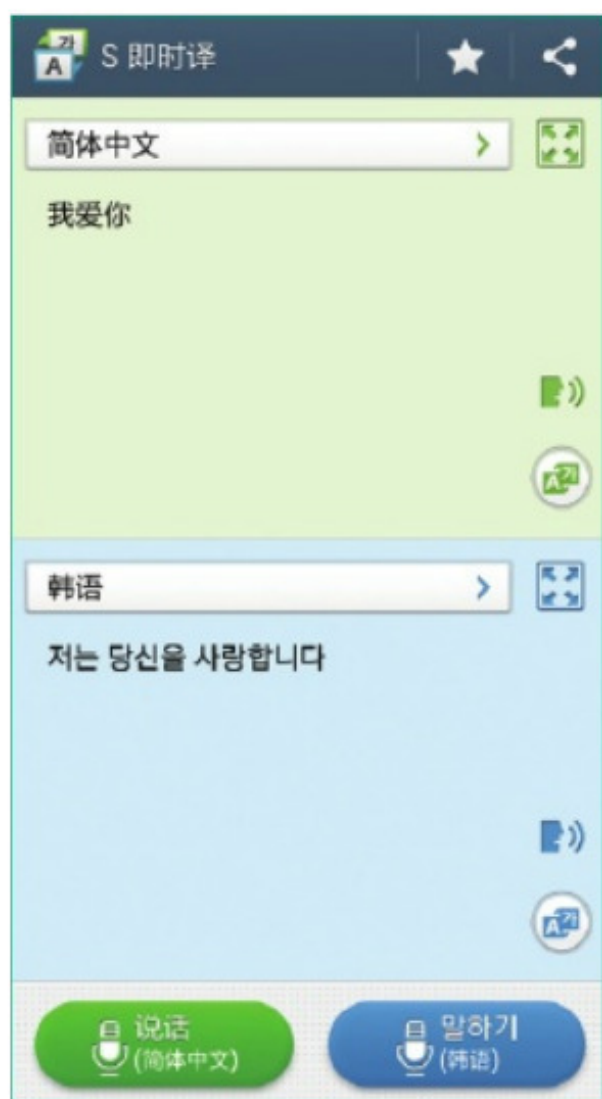 S 即时译
简体中文
我爱你
韩语
저는 당신을 사랑합니다
说话
(简体中文)
말하기
(韩语)